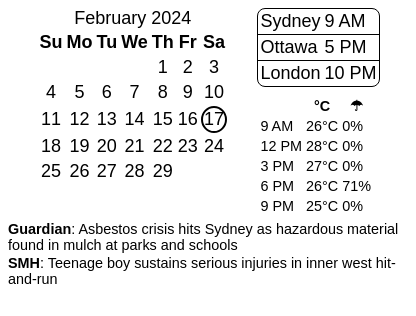 February 2024
Su Mo Tu We Th Fr Sa
1 2 3
4 5 6 7 8 9 10
11 12 13 14 15 16 17
18 19 20 21 22 23 24
25 26 27 28 29
Sydney 9 AM
Ottawa 5 PM
London 10 PM
°C ☂
9 AM 26°C 0%
12 PM 28°C 0%
3 PM 27°C 0%
6 PM 26°C 71%
9 PM 25°C 0%
Guardian: Asbestos crisis hits Sydney as hazardous material
found in mulch at parks and schools
SMH: Teenage boy sustains serious injuries in inner west hit-
and-run